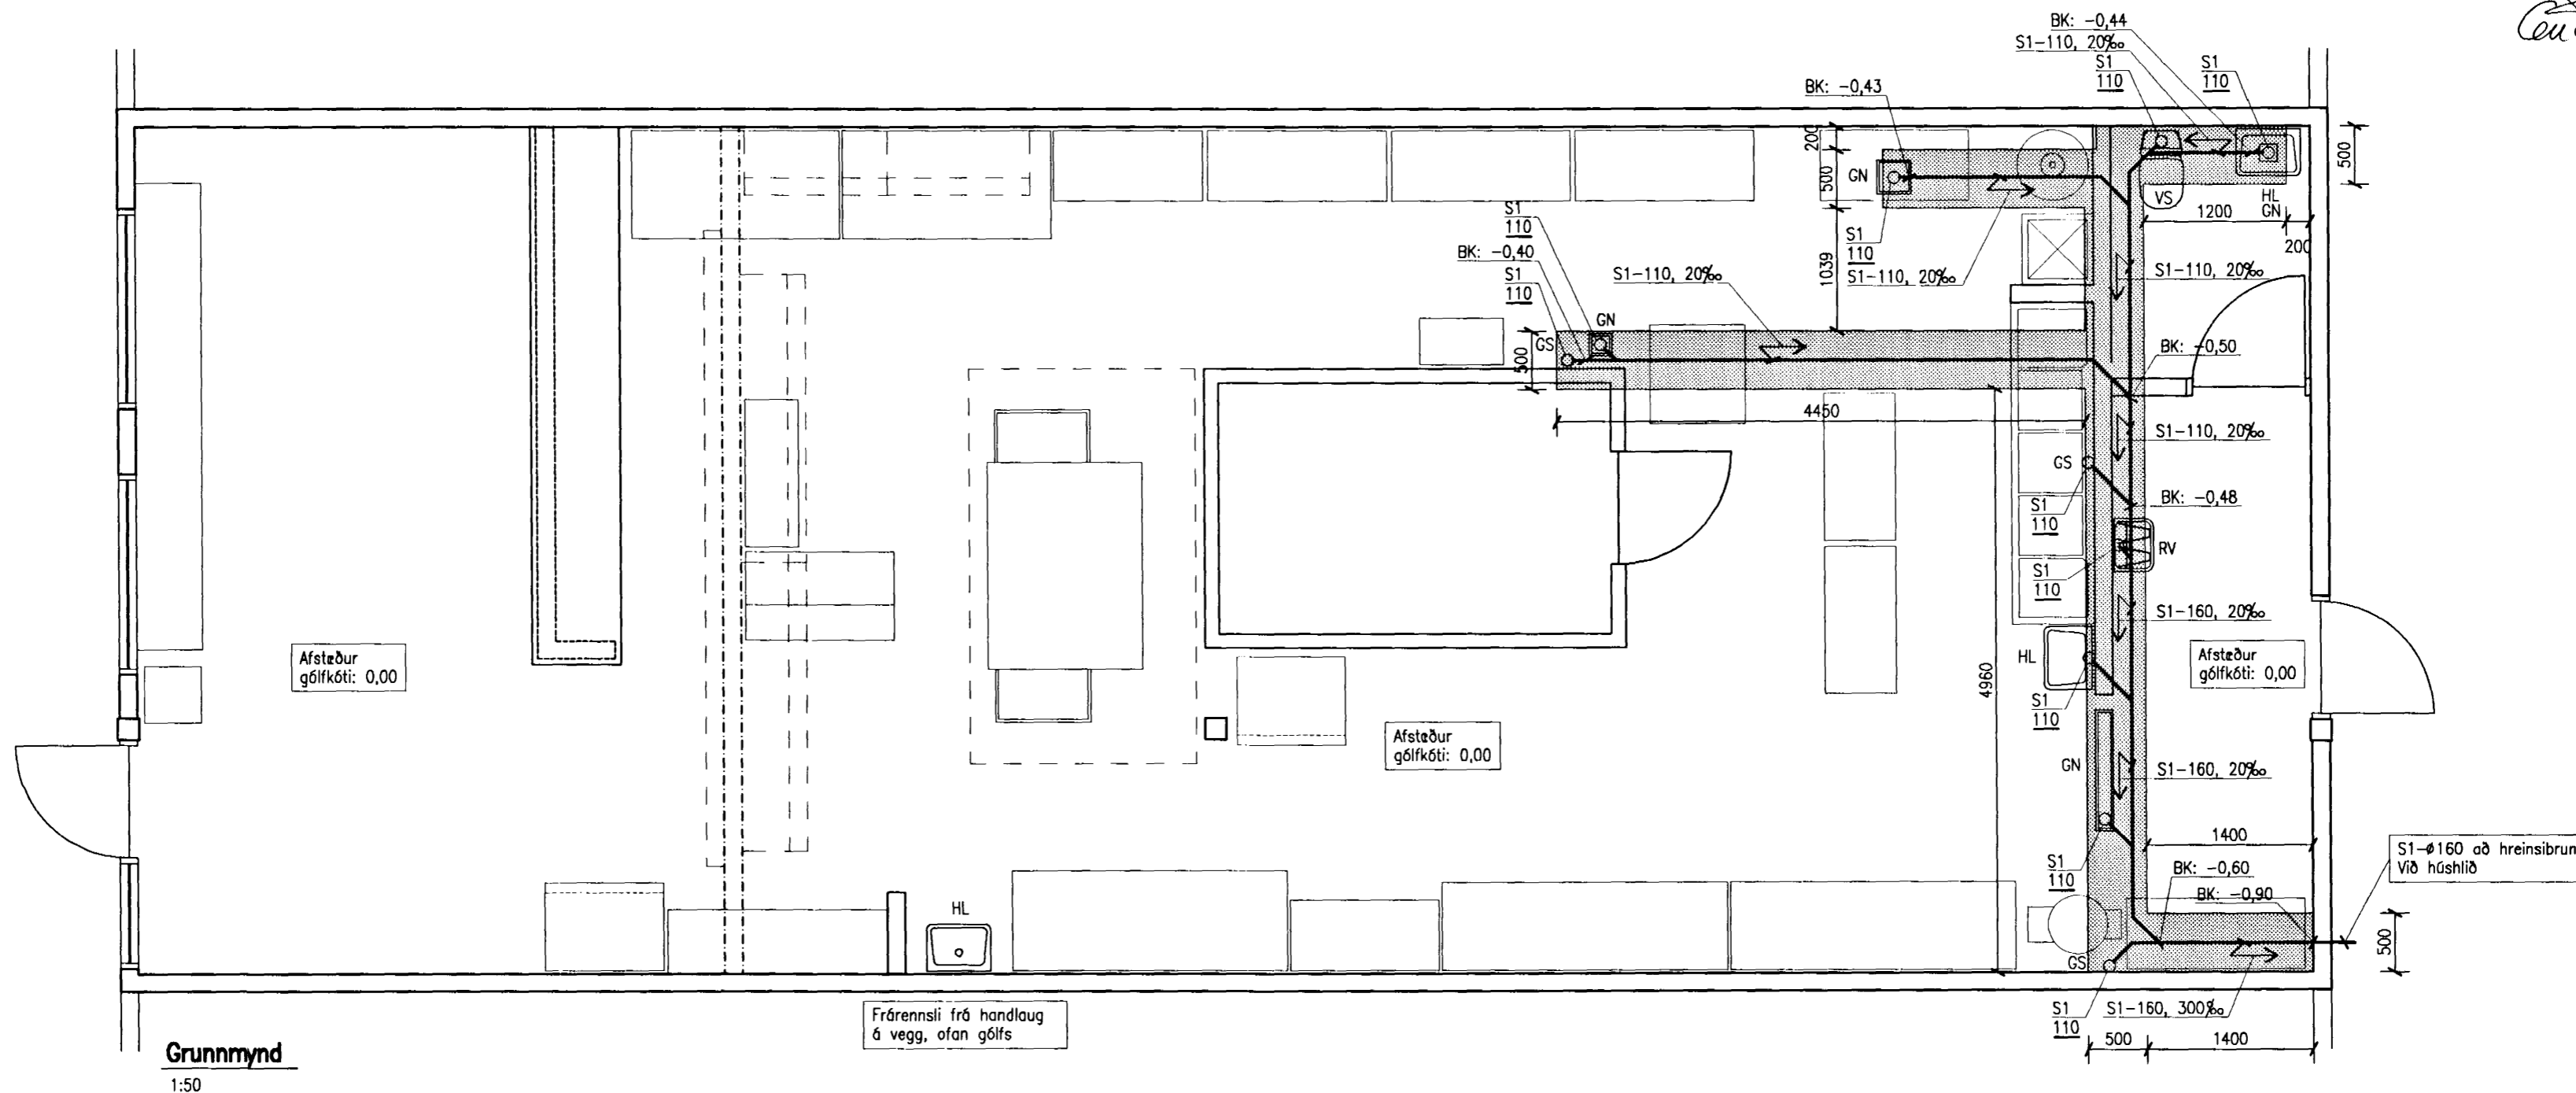 BK: -0,44
S1-110, 20‰
S1
110
S1
110
BK: -0,43
200
500
1039
GN
S1
110
S1-110, 20‰
VS
HL
GN
1200
200
500
S1
110
BK: -0,40
S1
110
S1-110, 20‰
GN
GS
500
4450
S1-110, 20‰
BK: -0,50
S1-110, 20‰
GS
S1
110
BK: -0,48
RV
S1
110
S1-160, 20‰
HL
S1
110
Afstæður
gólfkóti: 0,00
Afstæður
gólfkóti: 0,00
Afstæður
gólfkóti: 0,00
4960
GN
S1-160, 20‰
1400
S1
110
BK: -0,60
BK: -0,90
S1-ø160 að hreinsibrun
Við húshlið
HL
GS
500
S1
110
S1-160, 300‰
500
1400
Frárennsli frá handlaug
á vegg, ofan gólfs
Grunnmynd
1:50